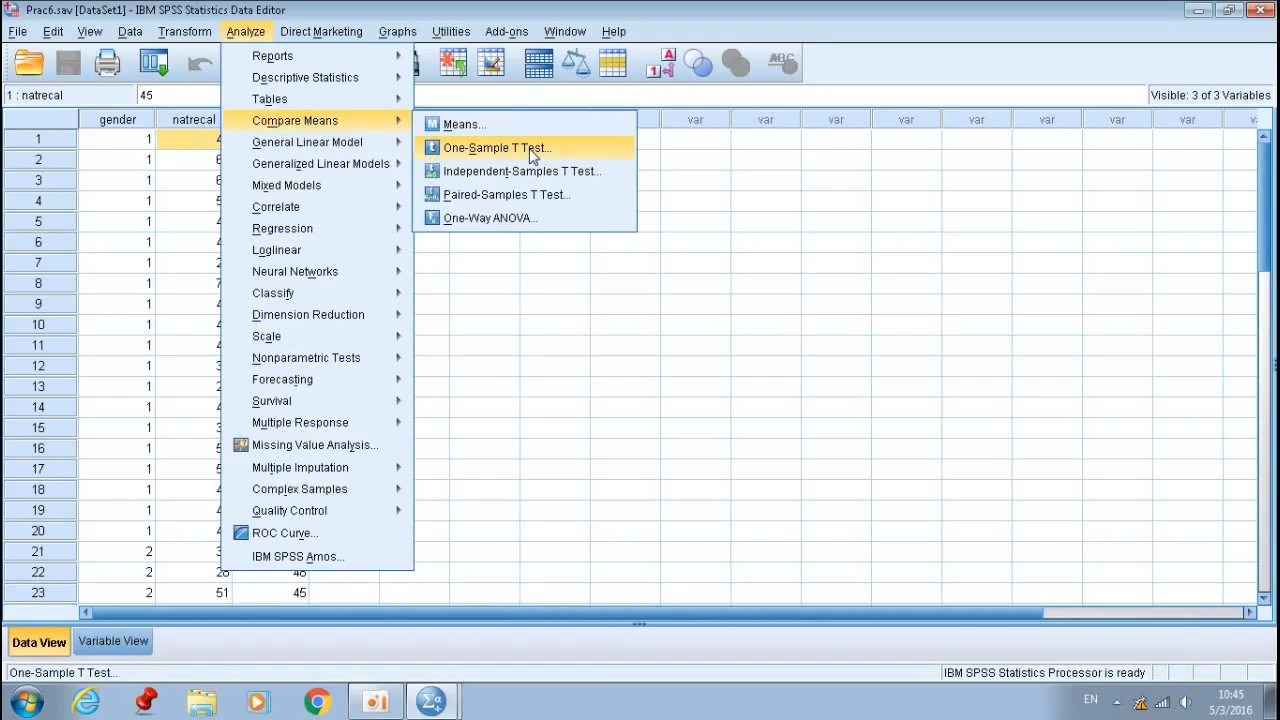 Prac6.sav [DataSet1] - IBM SPSS Statistics Data Editor
File Edit View Data Transform Analyze Direct Marketing Graphs Utilities Add-ons Window Help
1 : natrecal 45 Visible: 3 of 3 Variables
gender natrecal var var var var var var var var
Reports
Descriptive Statistics
Tables
Compare Means
General Linear Model
Generalized Linear Models
Mixed Models
Correlate
Regression
Loglinear
Neural Networks
Classify
Dimension Reduction
Scale
Nonparametric Tests
Forecasting
Survival
Multiple Response
Missing Value Analysis...
Multiple Imputation
Complex Samples
Quality Control
ROC Curve...
IBM SPSS Amos...
Means...
One-Sample T Test...
Independent-Samples T Test...
Paired-Samples T Test...
One-Way ANOVA...
1 1
2 1
3 1
4 1
5 1
6 1
7 1
8 1
9 1
10 1
11 1
12 1
13 1
14 1
15 1
16 1
17 1
18 1
19 1
20 1
21 2
22 2 28 48
23 2 51 45
Data View Variable View
One-Sample T Test... IBM SPSS Statistics Processor is ready
EN 10:45
5/3/2016